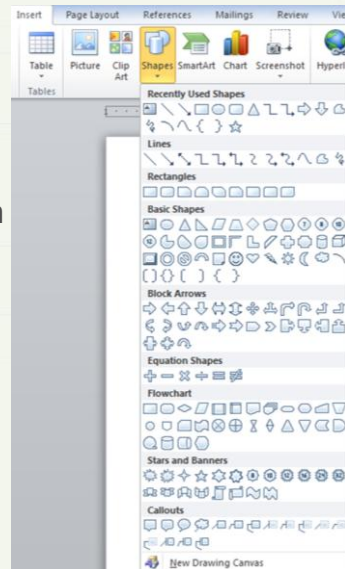 Insert Page Layout References Mailings Review
Table Picture Clip Art Shapes SmartArt Chart Screenshot
Tables
Recently Used Shapes
Lines
Rectangles
Basic Shapes
Block Arrows
Equation Shapes
Flowchart
Stars and Banners
Callouts
New Drawing Canvas